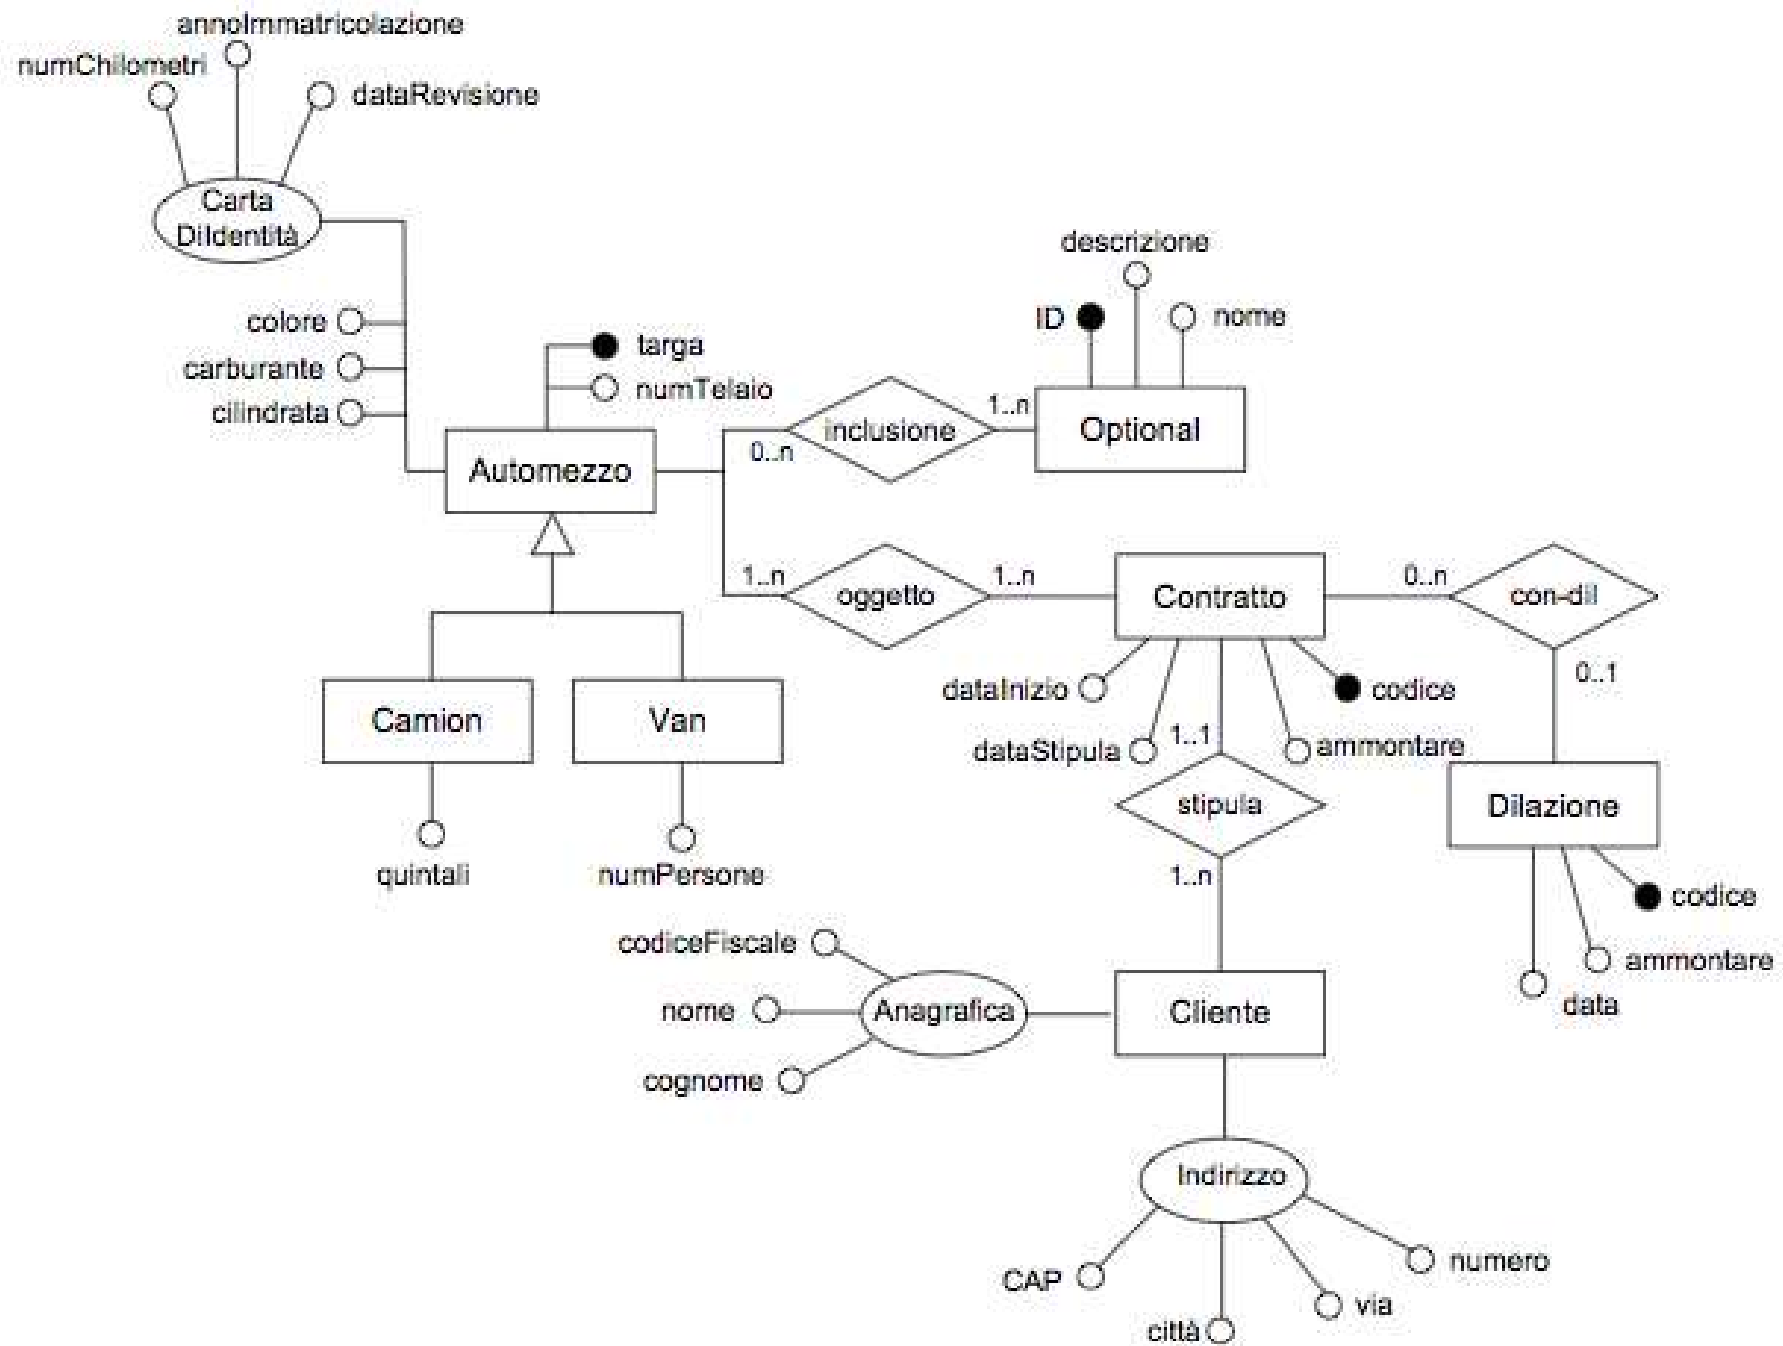 annoImmatricolazione
numChilometri
dataRevisione
Carta
DiIdentità
descrizione
colore
ID
nome
targa
carburante
numTelaio
cilindrata
1..n
inclusione
Optional
0..n
Automezzo
1..n
oggetto
1..n
Contratto
0..n
con-dil
0..1
dataInizio
codice
Camion
Van
1..1
dataStipula
ammontare
stipula
Dilazione
quintali
numPersone
1..n
codice
codiceFiscale
ammontare
nome
Anagrafica
Cliente
data
cognome
Indirizzo
numero
CAP
via
città